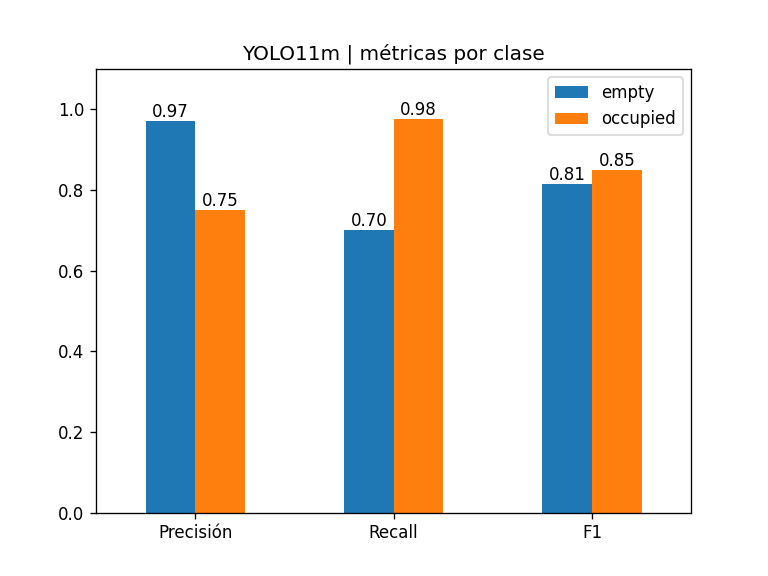 YOLO11m | métricas por clase
empty
occupied
1.0
0.8
0.6
0.4
0.2
0.0
0.97
0.75
0.70
0.98
0.81
0.85
Precisión
Recall
F1